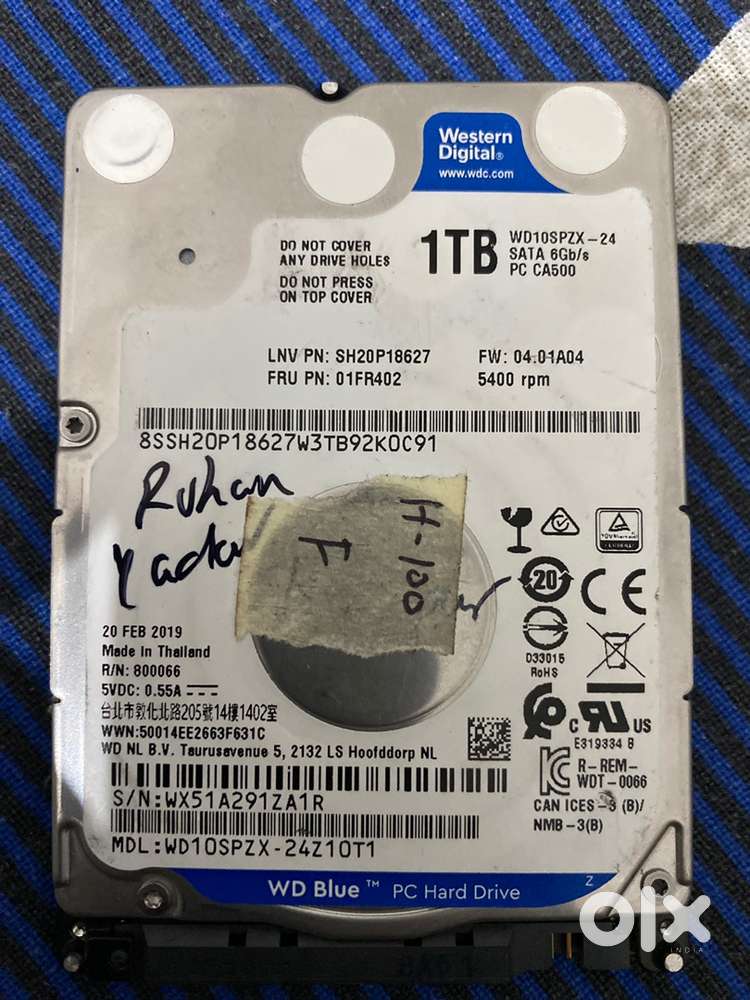 Western
Digital®
www.wdc.com
DO NOT COVER
ANY DRIVE HOLES
DO NOT PRESS
ON TOP COVER
1TB
WD10SPZX-24
SATA 6Gb/s
PC CA500
LNV PN: SH20P18627
FW: 04.01A04
FRU PN: 01FR402
5400 rpm
8SSH20P18627W3TB92K0C91
Ruhan
Yadav
H-100
20
CE
20 FEB 2019
Made in Thailand
R/N: 800066
5VDC: 0.55A
D33015
RoHS
台北市敦化北路205號14樓1402室
WWN:50014EE2663F631C
WD NL B.V. Taurusavenue 5, 2132 LS Hoofddorp NL
C US
E319334 B
R-REM-
WDT-0066
CAN ICES-3 (B)/
NMB-3(B)
S/N:WX51A291ZA1R
MDL:WD10SPZX-24Z10T1
WD Blue™ PC Hard Drive
Z
olx
INDIA